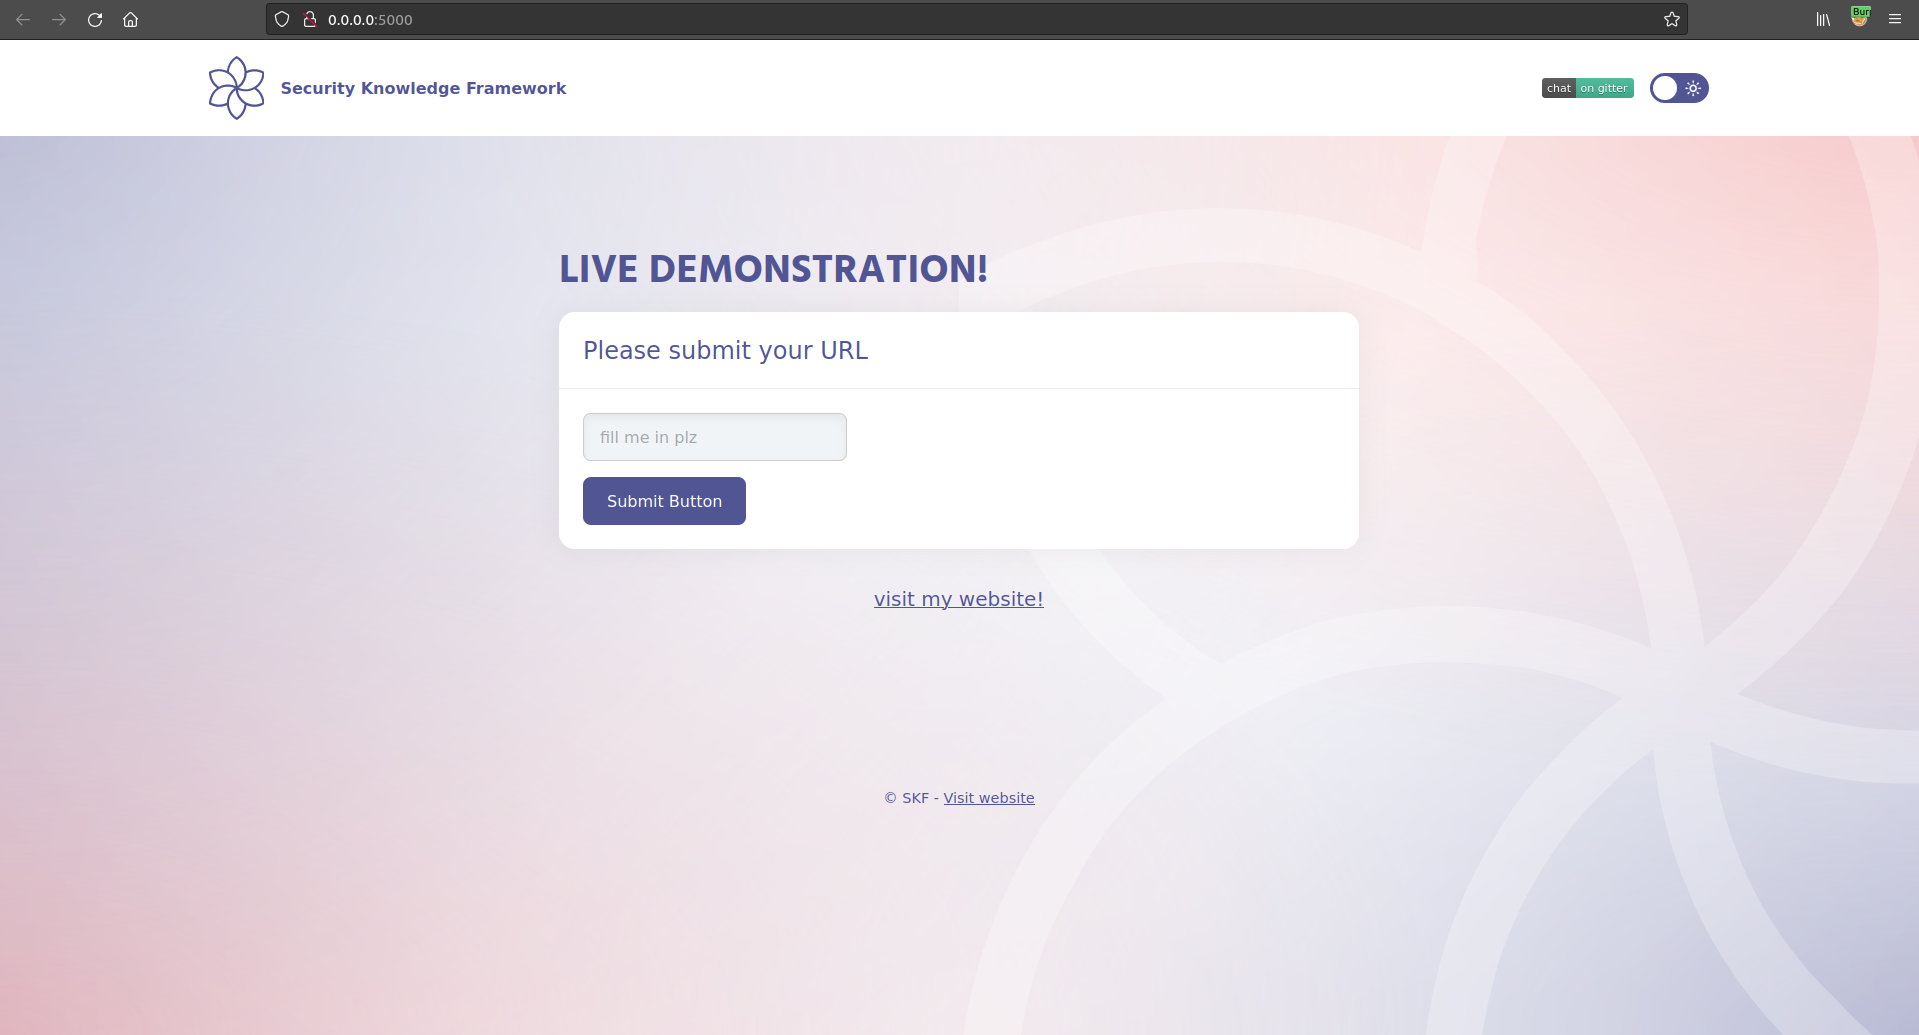 0.0.0.0:5000
Security Knowledge Framework
chat on gitter
LIVE DEMONSTRATION!
Please submit your URL
fill me in plz
Submit Button
visit my website!
© SKF - Visit website